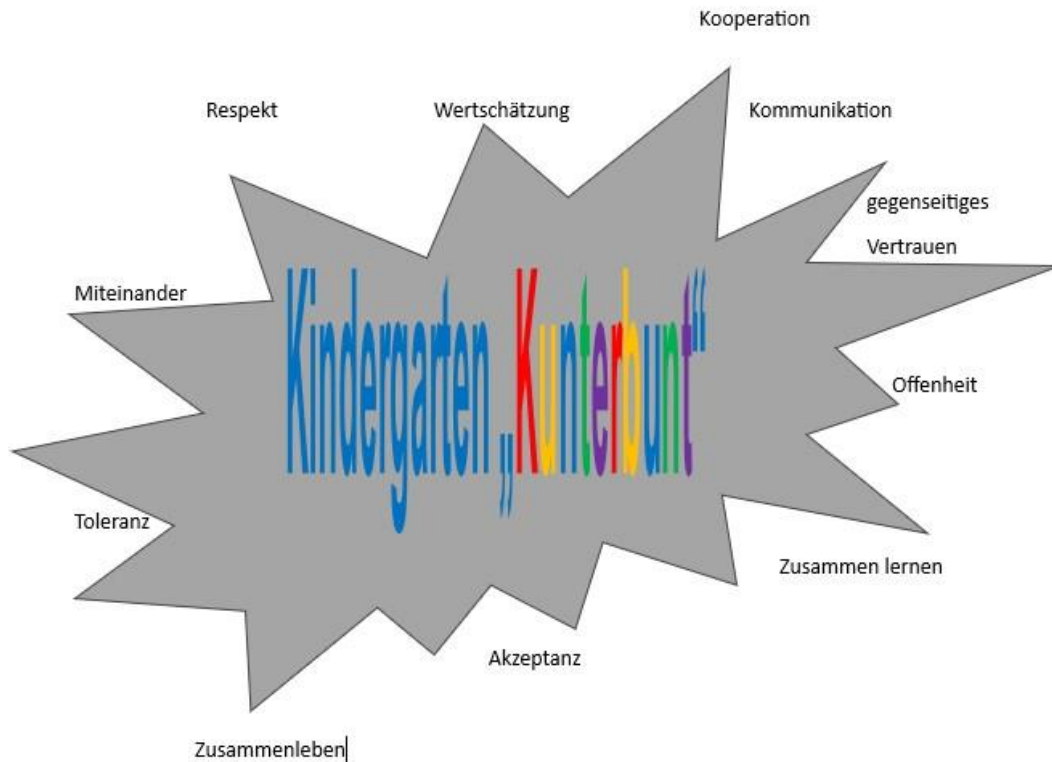 Kooperation
Respekt
Wertschätzung
Kommunikation
gegenseitiges
Vertrauen
Miteinander
Kindergarten „Kunterbunt“
Offenheit
Toleranz
Zusammen lernen
Akzeptanz
Zusammenleben